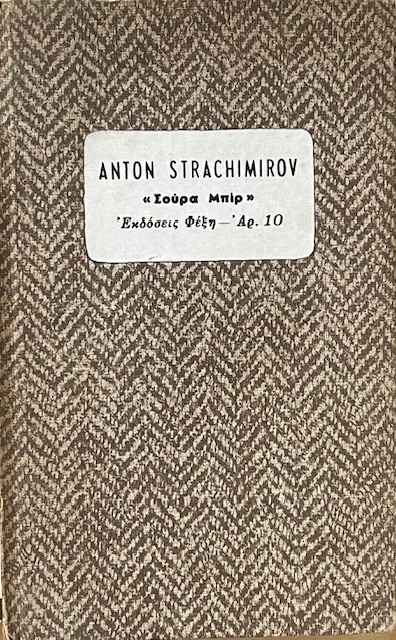 ANTON STRACHIMIROV
«Σούρα Μπίρ»
Ἐκδόσεις Φέξη — Ἀρ. 10